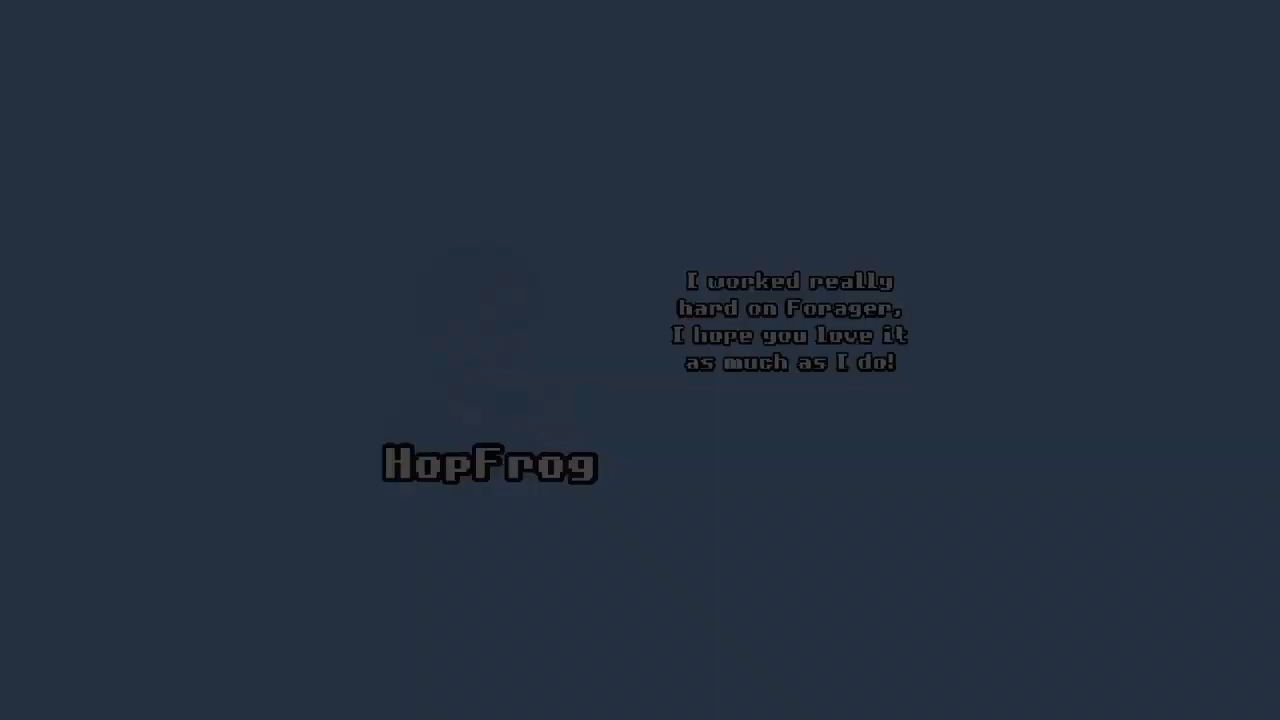 I worked really
hard on Forager,
I hope you love it
as much as I do!
HopFrog